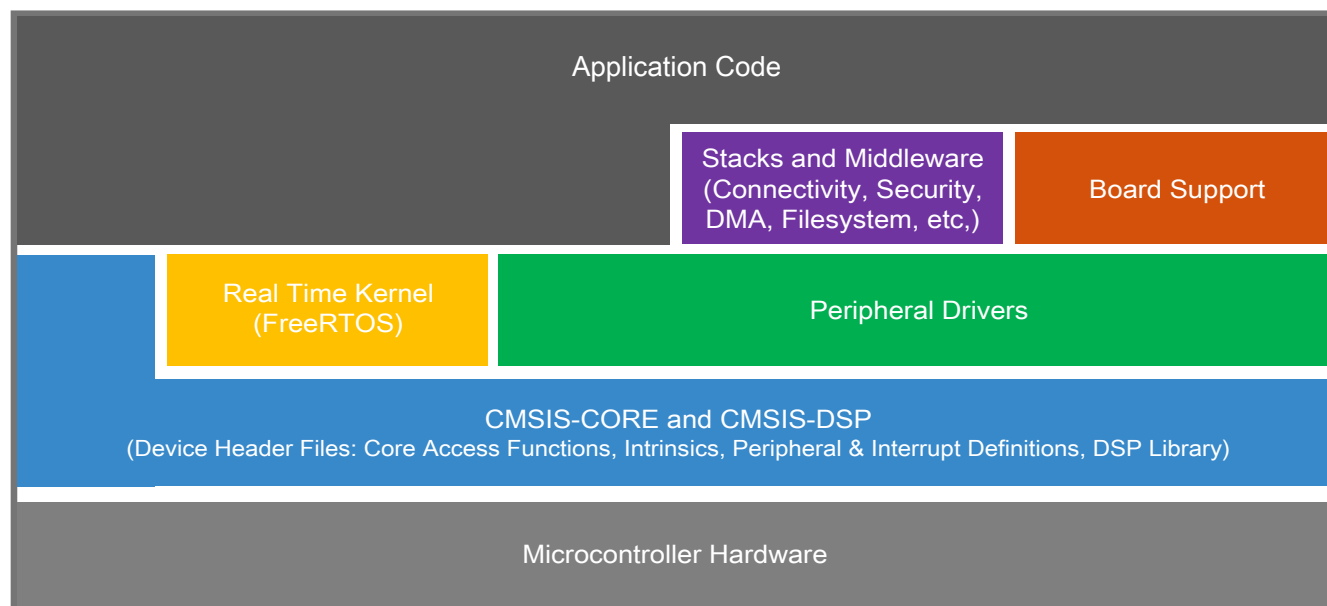 Application Code
Stacks and Middleware
(Connectivity, Security,
DMA, Filesystem, etc,)
Board Support
Real Time Kernel
(FreeRTOS)
Peripheral Drivers
CMSIS-CORE and CMSIS-DSP
(Device Header Files: Core Access Functions, Intrinsics, Peripheral & Interrupt Definitions, DSP Library)
Microcontroller Hardware